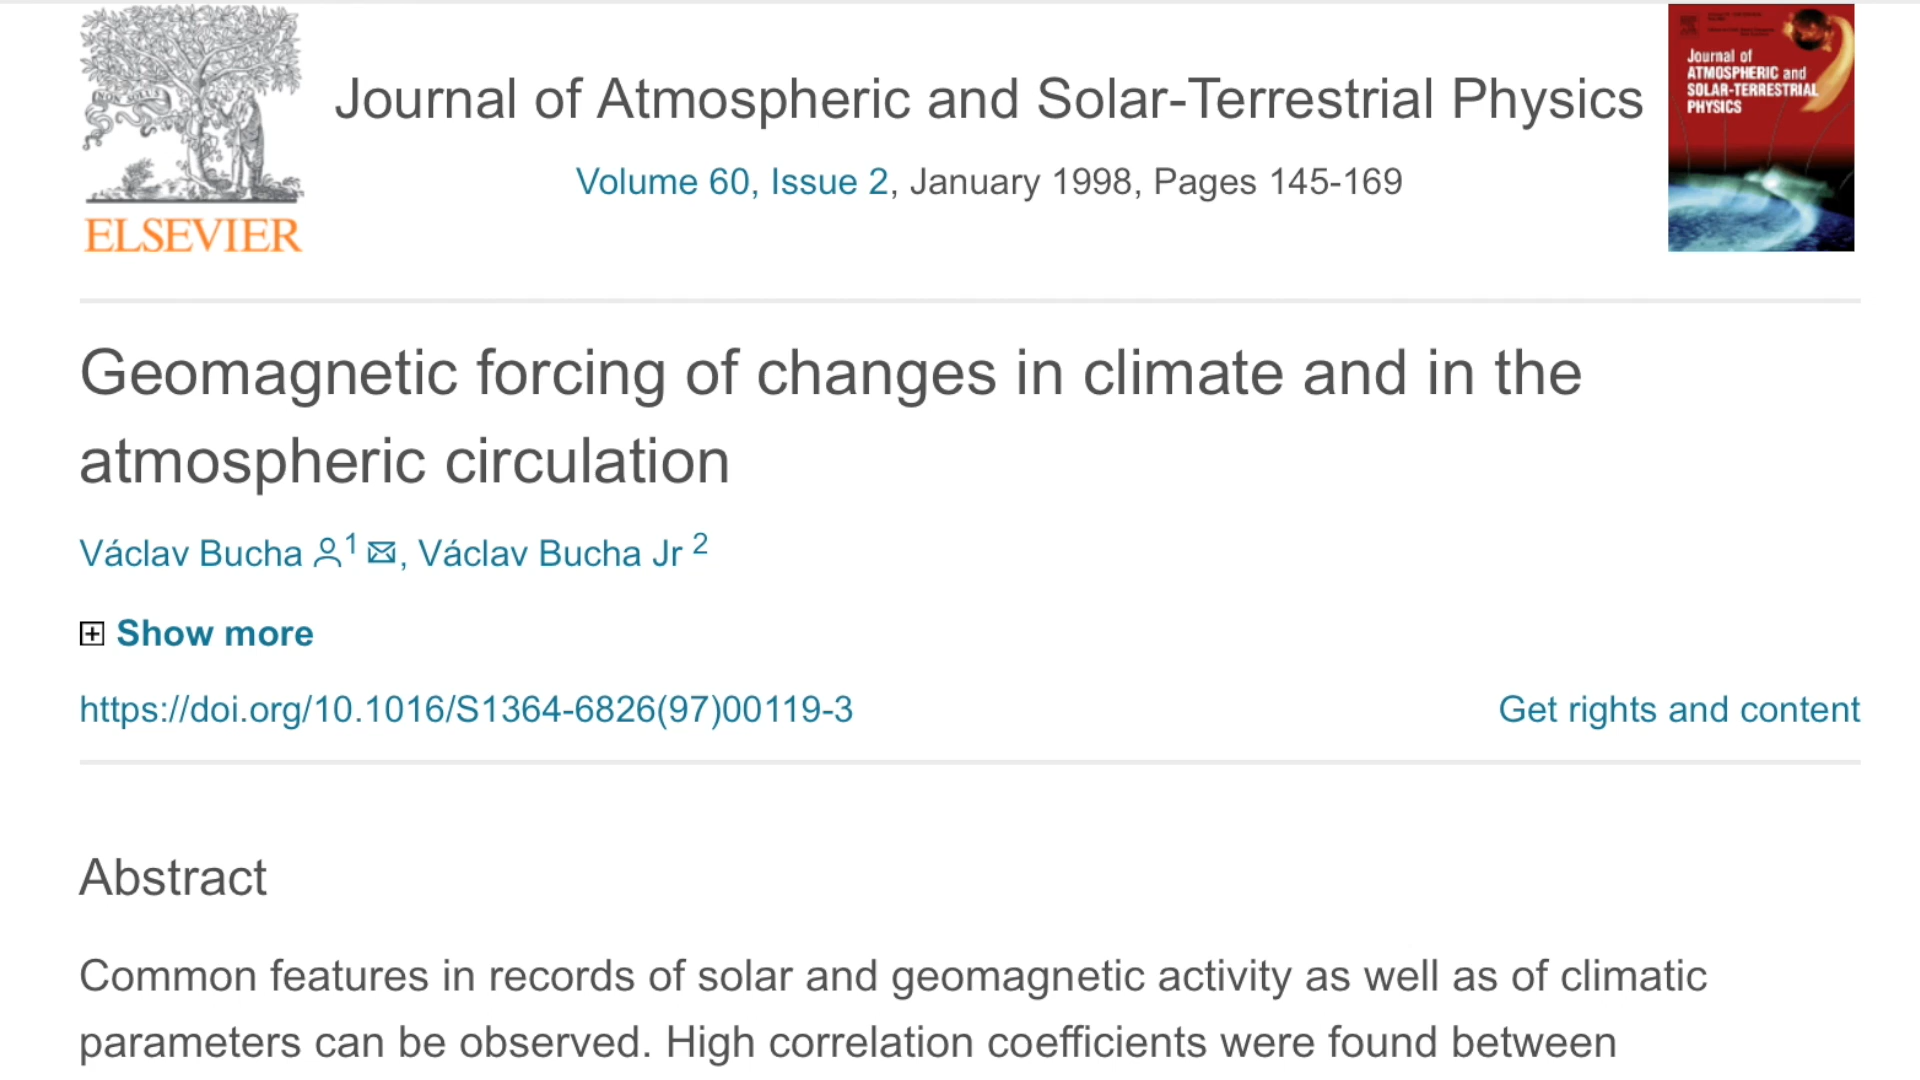 Journal of Atmospheric and Solar-Terrestrial Physics
Volume 60, Issue 2, January 1998, Pages 145-169
ELSEVIER
Journal of
ATMOSPHERIC and
SOLAR-TERRESTRIAL
PHYSICS
Geomagnetic forcing of changes in climate and in the
atmospheric circulation
Václav Bucha 1, Václav Bucha Jr 2
Show more
https://doi.org/10.1016/S1364-6826(97)00119-3
Get rights and content
Abstract
Common features in records of solar and geomagnetic activity as well as of climatic
parameters can be observed. High correlation coefficients were found between